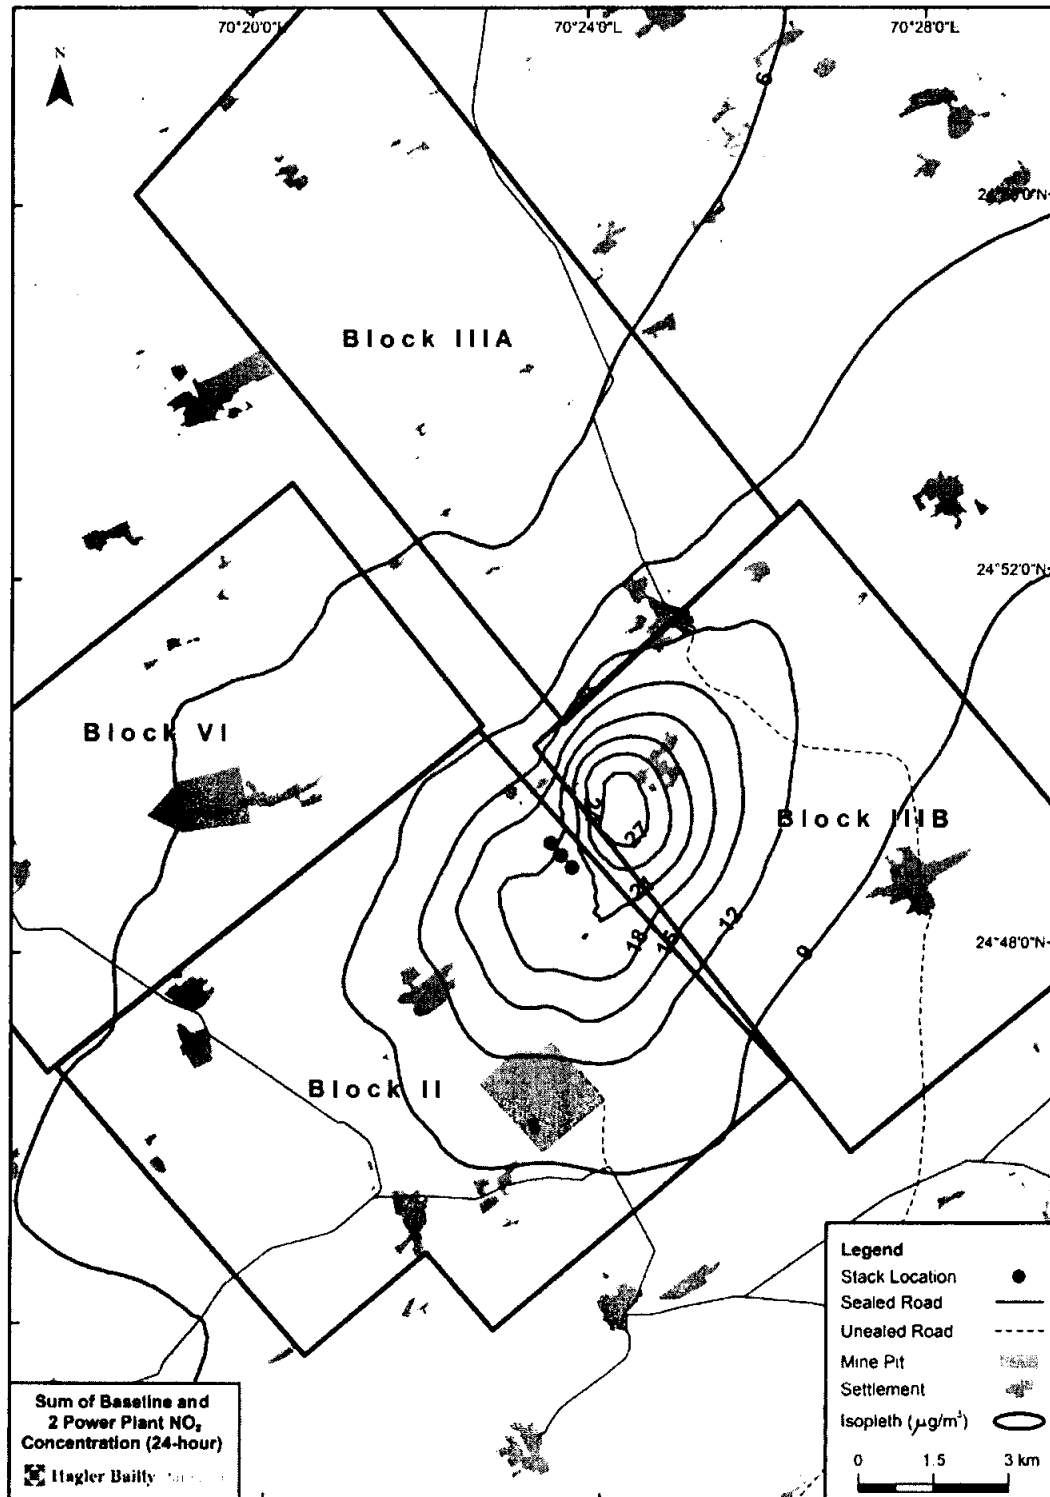 70°20'0"E
70°24'0"E
70°28'0"E
N
6
Block IIIA
24°52'0"N
Block VI
Block IIIB
27
12
9
18
15
24°48'0"N
Block II
Legend
Stack Location
Sealed Road
Unealed Road
Mine Pit
Settlement
Isopleth (µg/m³)
0 1.5 3 km
Sum of Baseline and
2 Power Plant NO₂
Concentration (24-hour)
Hagler Bailly